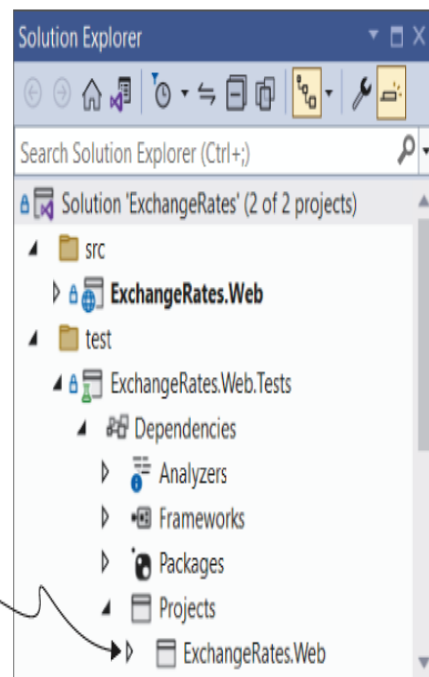 Solution Explorer
Search Solution Explorer (Ctrl+;)
Solution 'ExchangeRates' (2 of 2 projects)
src
ExchangeRates.Web
test
ExchangeRates.Web.Tests
Dependencies
Analyzers
Frameworks
Packages
Projects
ExchangeRates.Web